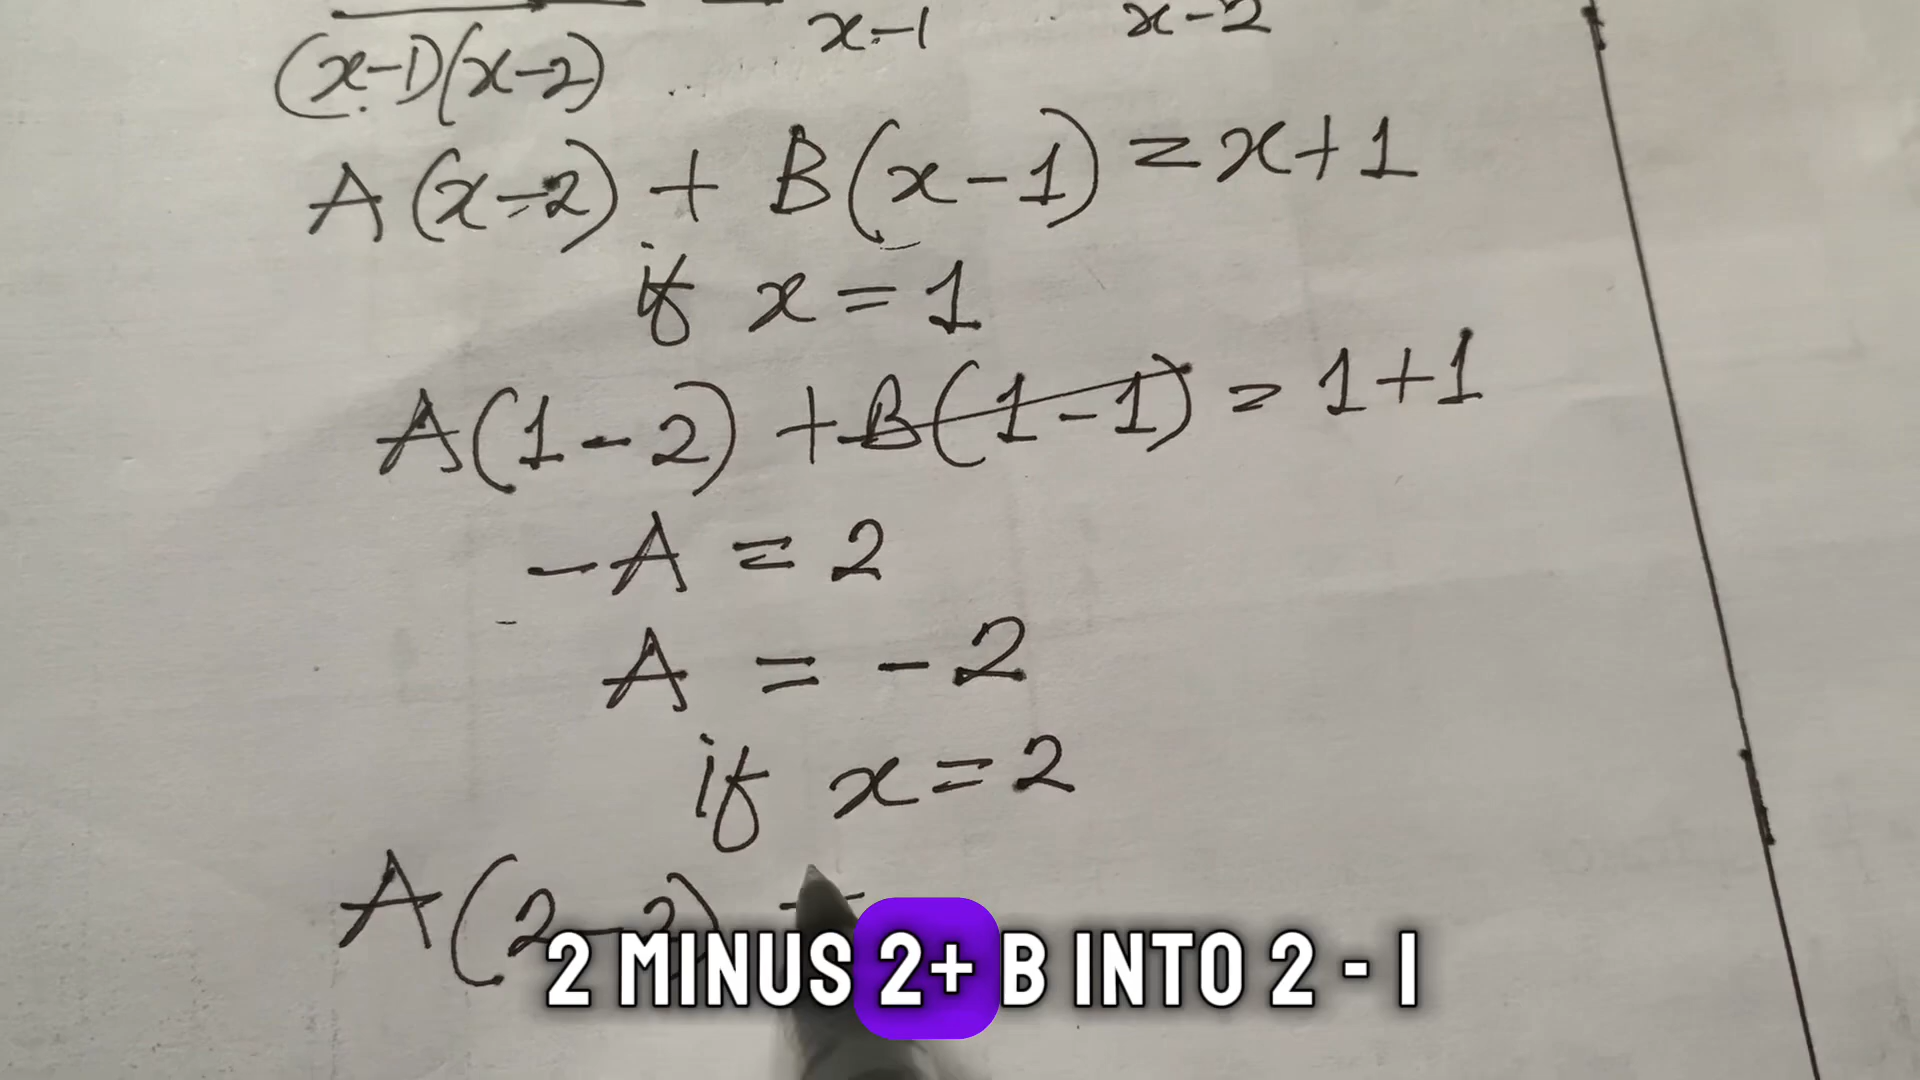 x-1 x-2
(x-1)(x-2)
A(x-2) + B(x-1) = x+1
if x = 1
A(1-2) + B(1-1) = 1+1
-A = 2
A = -2
if x = 2
A(2-2) +
2 MINUS 2+ B INTO 2 - 1